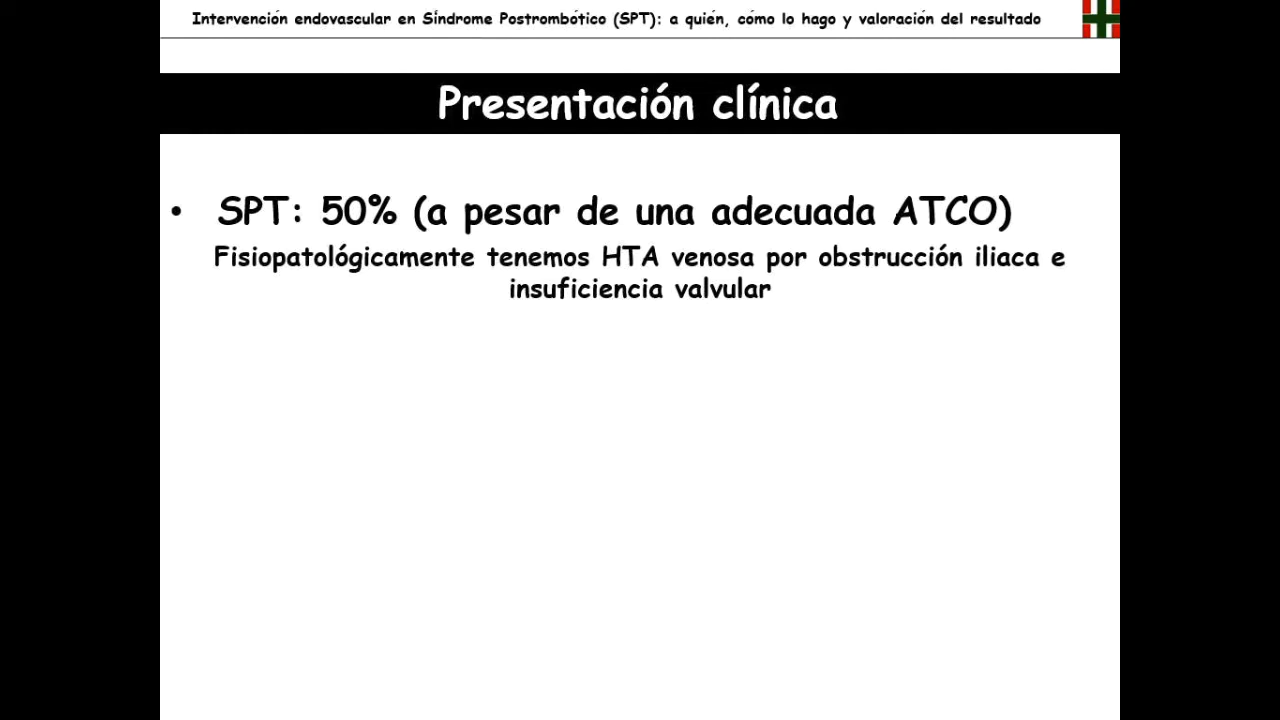 Intervención endovascular en Síndrome Postrombótico (SPT): a quién, cómo lo hago y valoración del resultado
Presentación clínica
• SPT: 50% (a pesar de una adecuada ATCO)
Fisiopatológicamente tenemos HTA venosa por obstrucción iliaca e
insuficiencia valvular